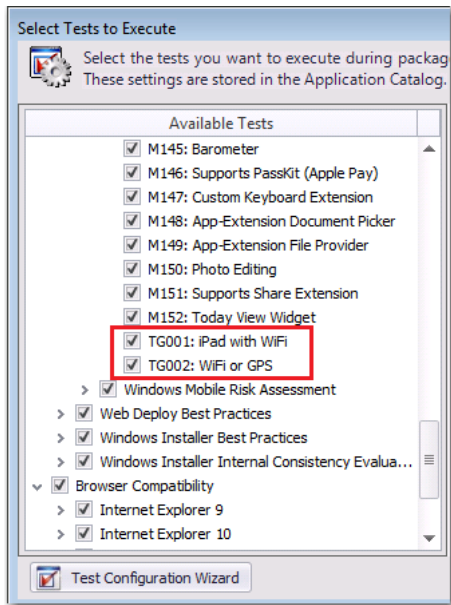 Select Tests to Execute
Select the tests you want to execute during packag
These settings are stored in the Application Catalog.
Available Tests
M145: Barometer
M146: Supports PassKit (Apple Pay)
M147: Custom Keyboard Extension
M148: App-Extension Document Picker
M149: App-Extension File Provider
M150: Photo Editing
M151: Supports Share Extension
M152: Today View Widget
TG001: iPad with WiFi
TG002: WiFi or GPS
Windows Mobile Risk Assessment
Web Deploy Best Practices
Windows Installer Best Practices
Windows Installer Internal Consistency Evalua...
Browser Compatibility
Internet Explorer 9
Internet Explorer 10
Test Configuration Wizard